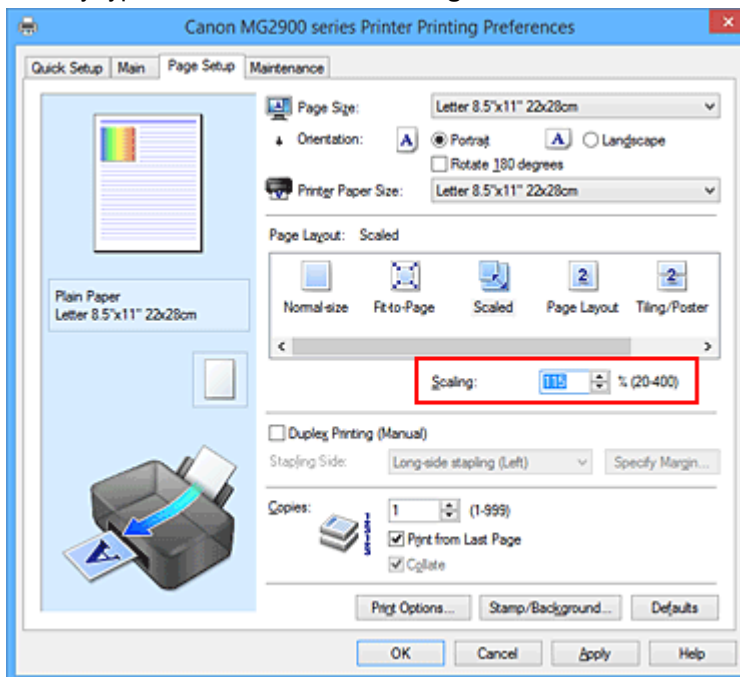 Canon MG2900 series Printer Printing Preferences
Quick Setup Main Page Setup Maintenance
Page Size: Letter 8.5"x11" 22x28cm
Orientation: A Portrait A Landscape
Rotate 180 degrees
Printer Paper Size: Letter 8.5"x11" 22x28cm
Page Layout: Scaled
Normal-size Fit-to-Page Scaled 2 Page Layout 2 Tiling/Poster
Plain Paper
Letter 8.5"x11" 22x28cm
Scaling: 115 % (20-400)
Duplex Printing (Manual)
Stapling Side: Long-side stapling (Left) Specify Margin...
Copies: 1 (1-999)
Print from Last Page
Collate
A
Print Options... Stamp/Background... Defaults
OK Cancel Apply Help